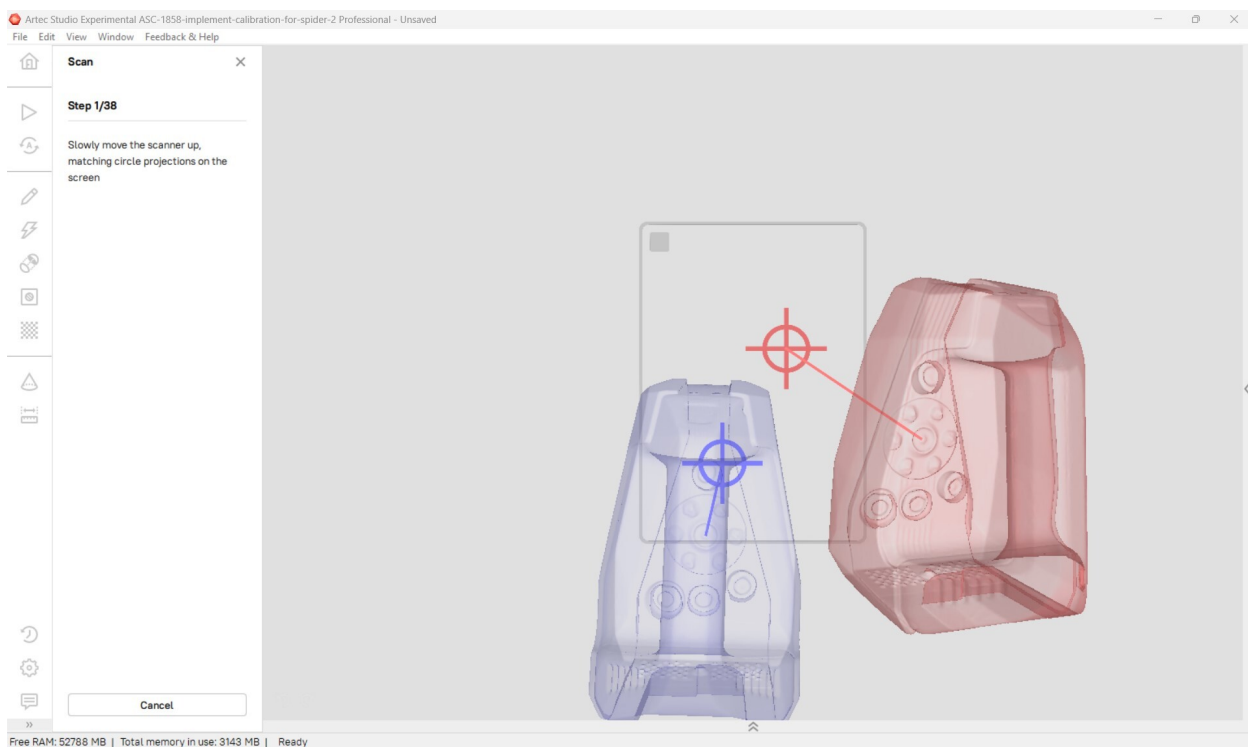 Artec Studio Experimental ASC-1858-implement-calibration-for-spider-2 Professional - Unsaved
File Edit View Window Feedback & Help
Scan
Step 1/38
Slowly move the scanner up,
matching circle projections on the
screen
Cancel
Free RAM: 52788 MB | Total memory in use: 3143 MB | Ready